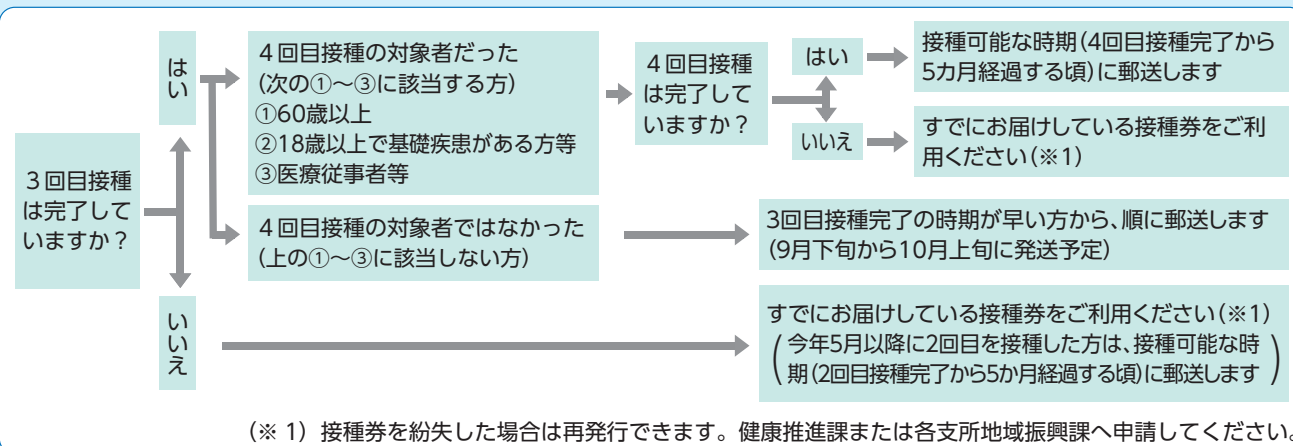 3回目接種
は完了して
いますか？
はい
４回目接種の対象者だった
(次の①～③に該当する方)
①60歳以上
②18歳以上で基礎疾患がある方等
③医療従事者等
４回目接種
は完了して
いますか？
はい
接種可能な時期(4回目接種完了から
5カ月経過する頃)に郵送します
いいえ
すでにお届けしている接種券をご利
用ください(※1)
４回目接種の対象者ではなかった
(上の①～③に該当しない方)
3回目接種完了の時期が早い方から、順に郵送します
(9月下旬から10月上旬に発送予定)
いいえ
すでにお届けしている接種券をご利用ください(※1)
(今年5月以降に2回目を接種した方は、接種可能な時
期(2回目接種完了から5か月経過する頃)に郵送します)
(※ 1) 接種券を紛失した場合は再発行できます。健康推進課または各支所地域振興課へ申請してください。